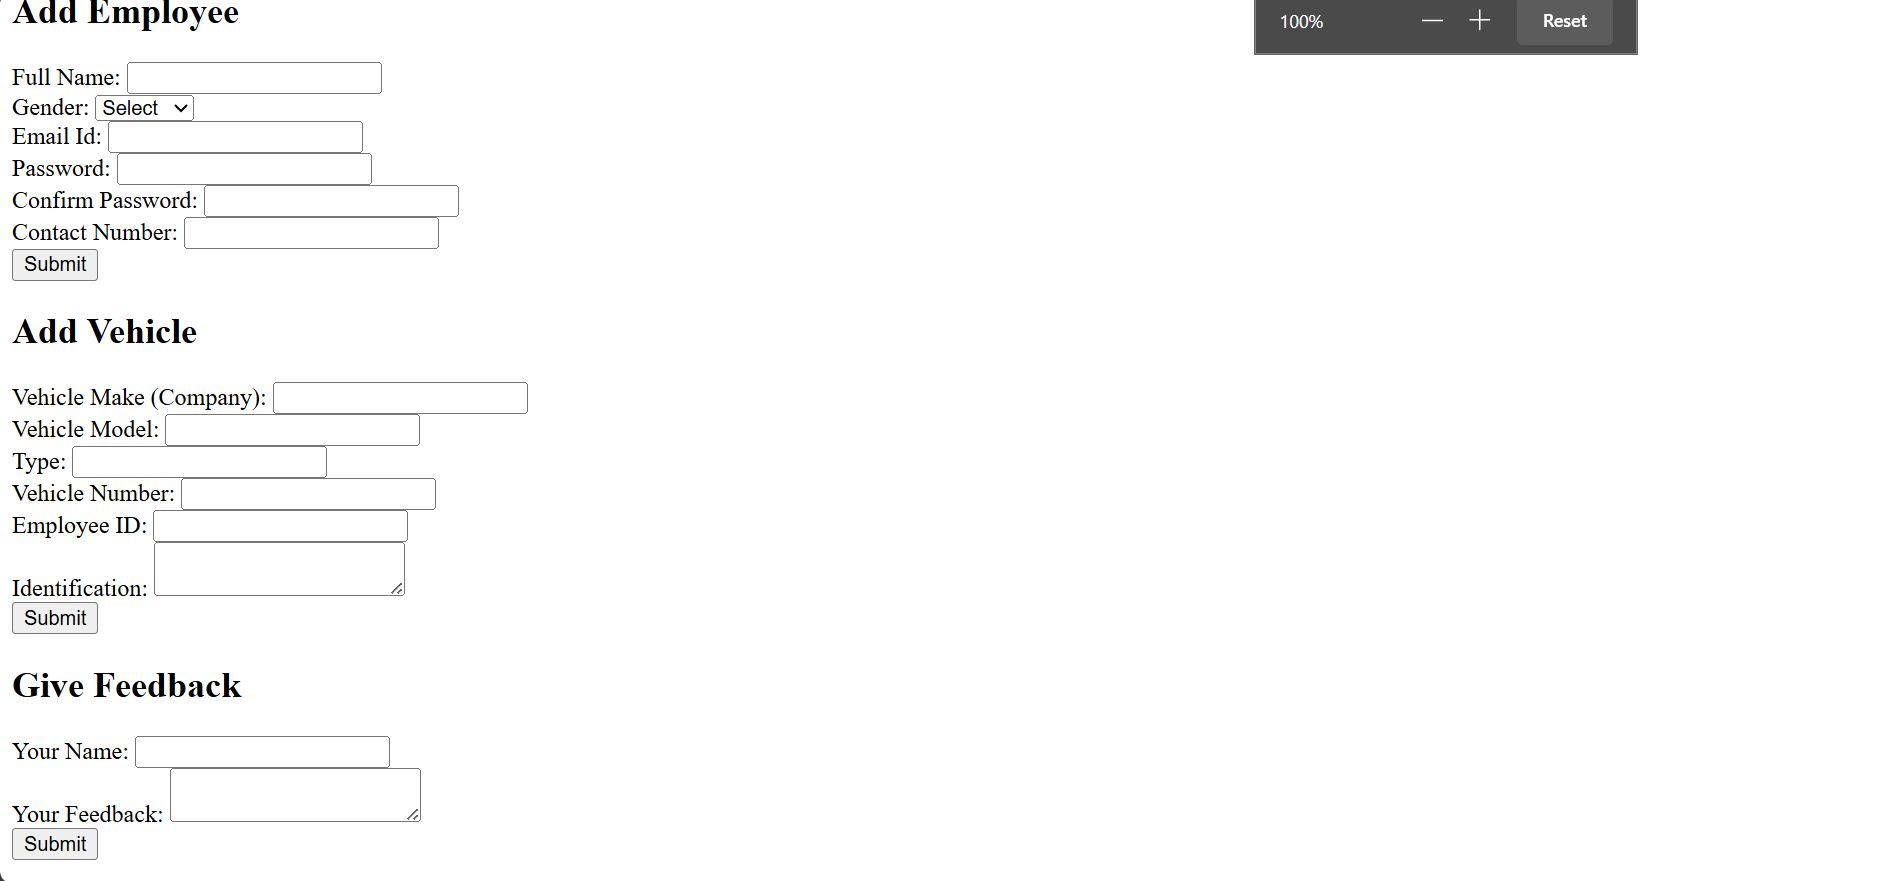 Add Employee
100% Reset
Full Name:
Gender: Select
Email Id:
Password:
Confirm Password:
Contact Number:
Submit
Add Vehicle
Vehicle Make (Company):
Vehicle Model:
Type:
Vehicle Number:
Employee ID:
Identification:
Submit
Give Feedback
Your Name:
Your Feedback:
Submit